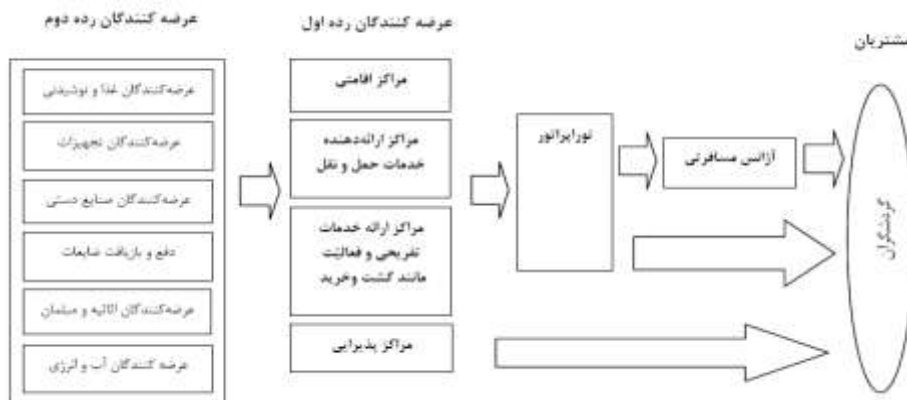 عرضه کنندگان رده دوم
عرضه کنندگان رده اول
مشتریان
عرضه‌کنندگان غذا و نوشیدنی
عرضه‌کنندگان تجهیزات
عرضه‌کنندگان صنایع دستی
دفع و بازیافت ضایعات
عرضه‌کنندگان اثاثیه و مبلمان
عرضه کنندگان آب و انرژی
مراکز اقامتی
مراکز ارائه‌دهنده
خدمات حمل و نقل
مراکز ارائه خدمات
تفریحی و فعالیت
مانند گشت وخرید
مراکز پذیرایی
توراپراتور
آژانس مسافرتی
گردشگران